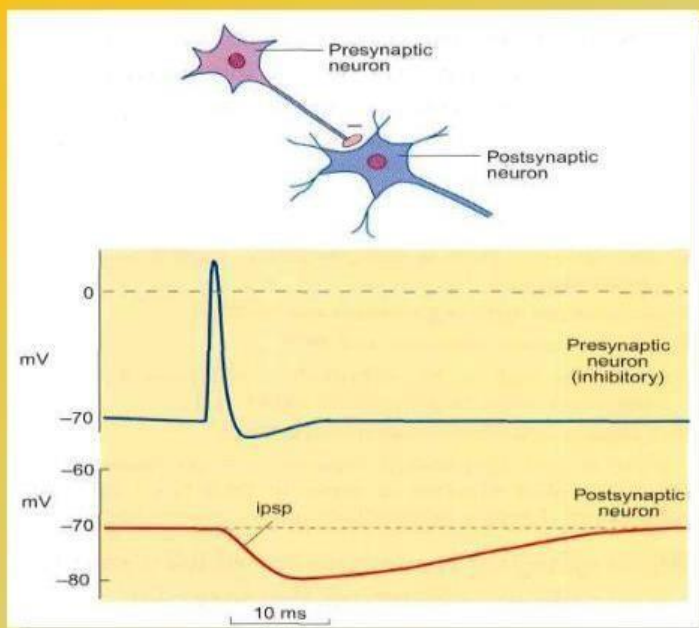 Presynaptic
neuron
–
Postsynaptic
neuron
0
mV
Presynaptic
neuron
(inhibitory)
–70
–60
mV
Postsynaptic
neuron
ipsp
–70
–80
10 ms